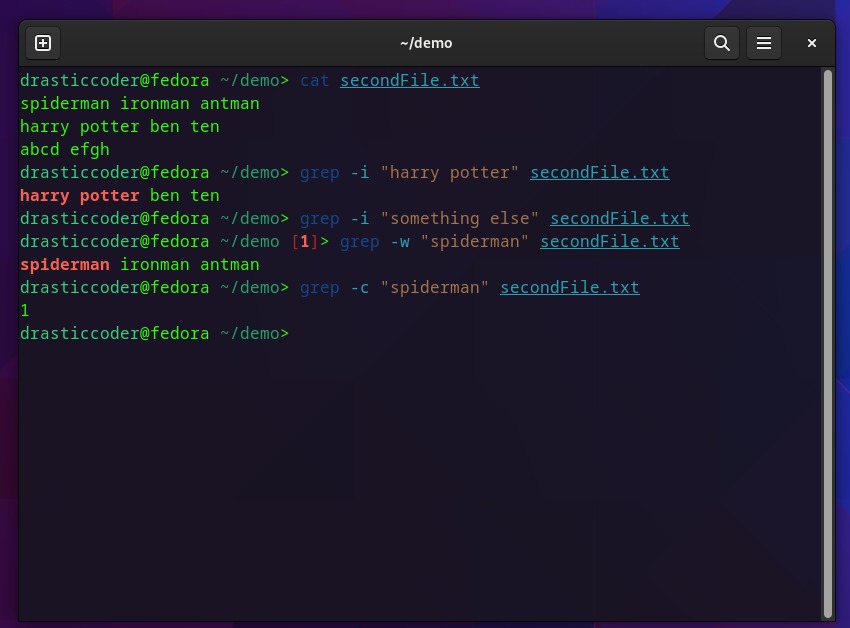 ~/demo
drasticcoder@fedora ~/demo> cat secondFile.txt
spiderman ironman antman
harry potter ben ten
abcd efgh
drasticcoder@fedora ~/demo> grep -i "harry potter" secondFile.txt
harry potter ben ten
drasticcoder@fedora ~/demo> grep -i "something else" secondFile.txt
drasticcoder@fedora ~/demo [1]> grep -w "spiderman" secondFile.txt
spiderman ironman antman
drasticcoder@fedora ~/demo> grep -c "spiderman" secondFile.txt
1
drasticcoder@fedora ~/demo>